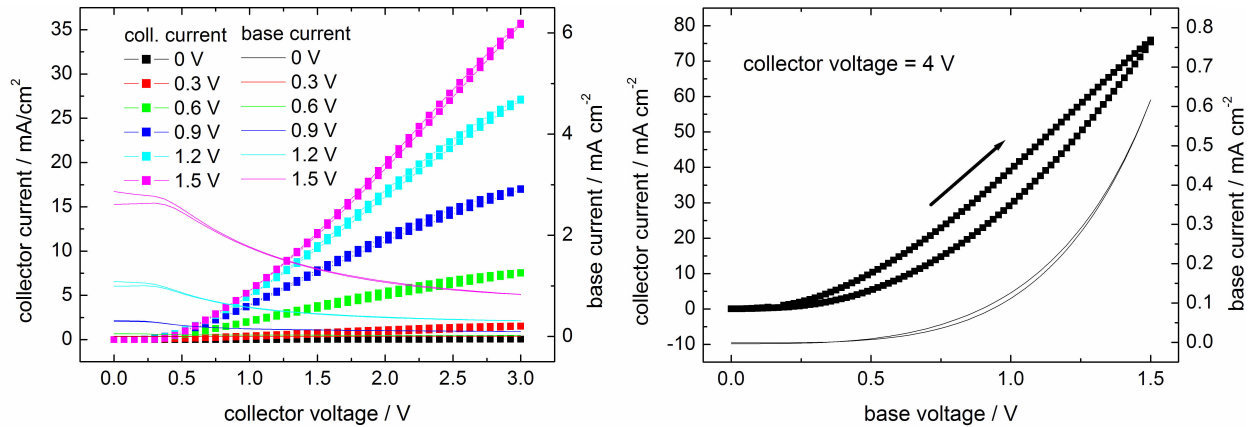 coll. current base current
0 V 0 V
0.3 V 0.3 V
0.6 V 0.6 V
0.9 V 0.9 V
1.2 V 1.2 V
1.5 V 1.5 V
collector current / mA/cm²
35
30
25
20
15
10
5
0
base current / mA cm⁻²
6
4
2
0
0.0 0.5 1.0 1.5 2.0 2.5 3.0
collector voltage / V
collector voltage = 4 V
collector current / mA cm⁻²
80
70
60
50
40
30
20
10
0
-10
base current / mA cm⁻²
0.8
0.7
0.6
0.5
0.4
0.3
0.2
0.1
0.0
0.0 0.5 1.0 1.5
base voltage / V